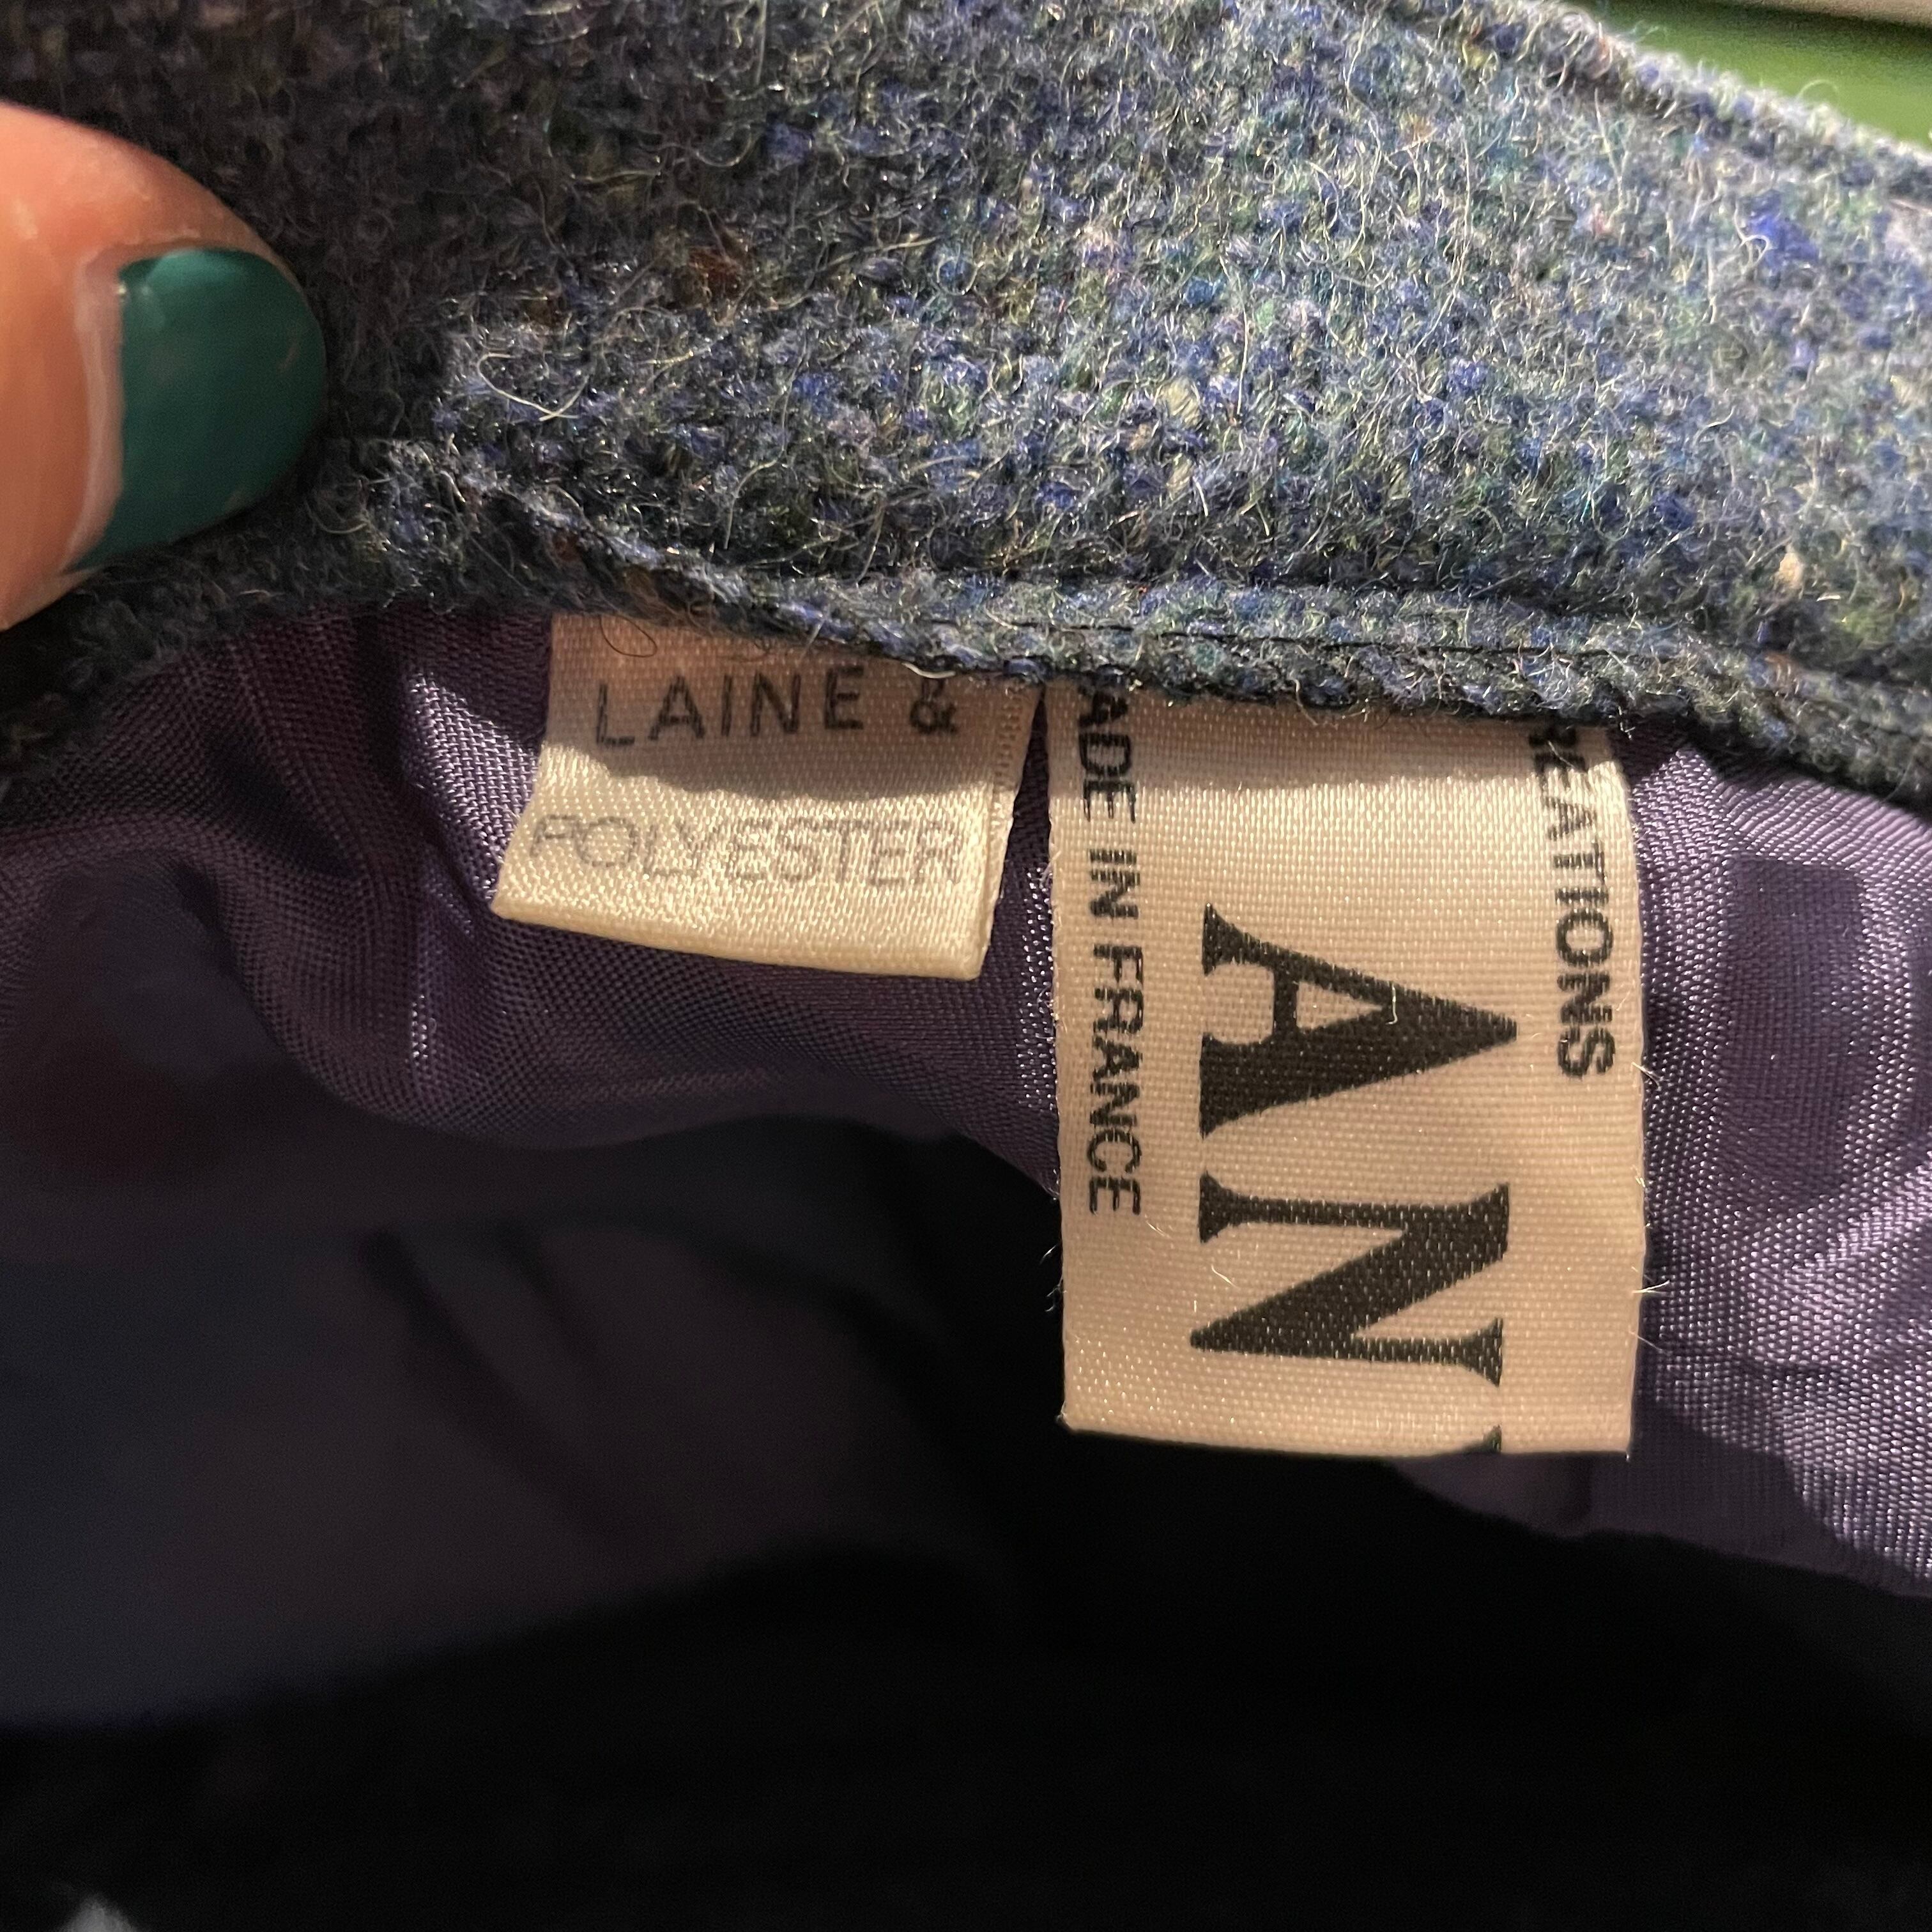 LAINE &
POLYESTER
REATIONS
AN
ADE IN FRANCE